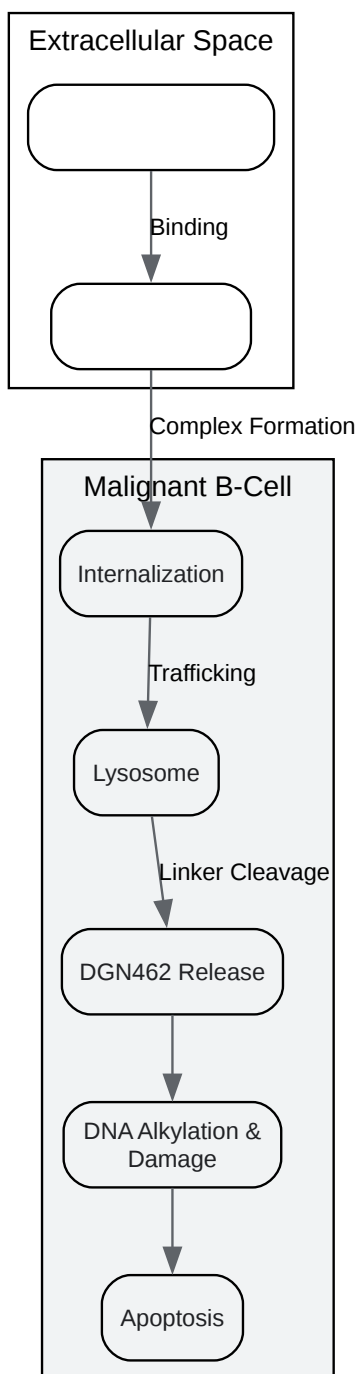 Extracellular Space
Binding
Complex Formation
Malignant B-Cell
Internalization
Trafficking
Lysosome
Linker Cleavage
DGN462 Release
DNA Alkylation &
Damage
Apoptosis